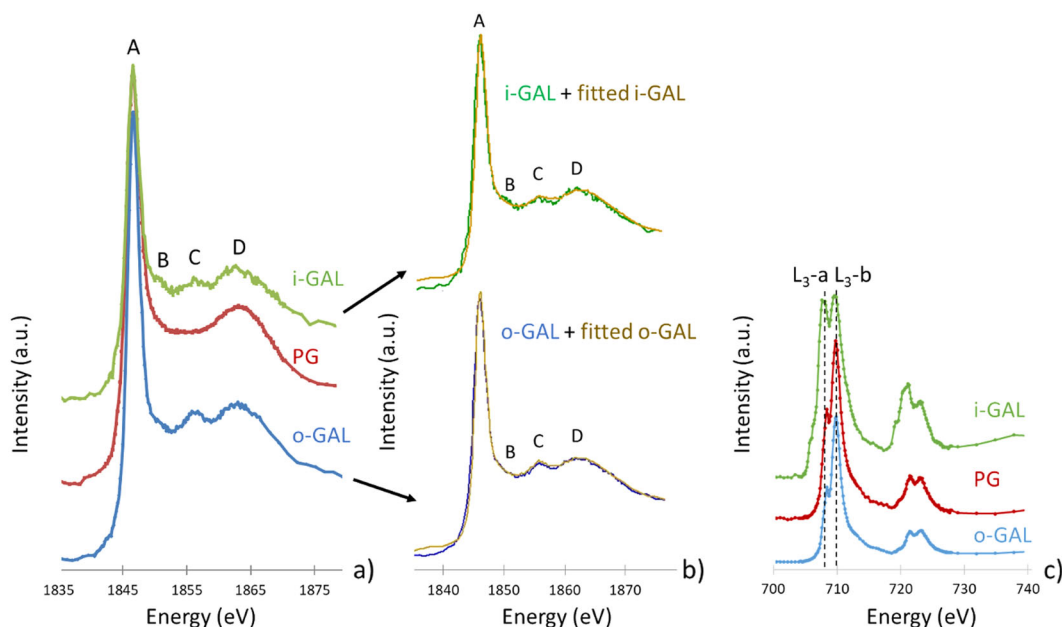 A
B
C
D
i-GAL
PG
o-GAL
Intensity (a.u.)
1835
1845
1855
1865
1875
Energy (eV)
a)
A
B
C
D
i-GAL + fitted i-GAL
o-GAL + fitted o-GAL
B
C
D
Intensity (a.u.)
1840
1850
1860
1870
Energy (eV)
b)
L₃-a
L₃-b
i-GAL
PG
o-GAL
Intensity (a.u.)
700
710
720
730
740
Energy (eV)
c)